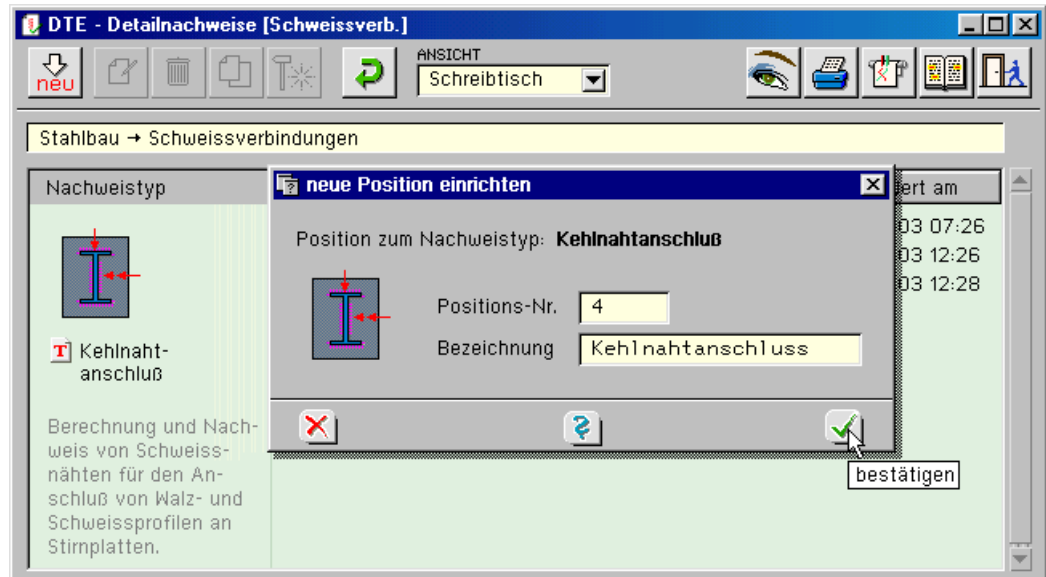 DTE - Detailnachweise [Schweissverb.]
neu
ANSICHT
Schreibtisch
Stahlbau → Schweissverbindungen
Nachweistyp
ert am
neue Position einrichten
03 07:26
03 12:26
03 12:28
Position zum Nachweistyp: Kehlnahtanschluß
Positions-Nr. 4
Bezeichnung Kehlnahtanschluss
T Kehlnaht-
anschluß
Berechnung und Nach-
weis von Schweiss-
nähten für den An-
schluß von Walz- und
Schweissprofilen an
Stirnplatten.
bestätigen